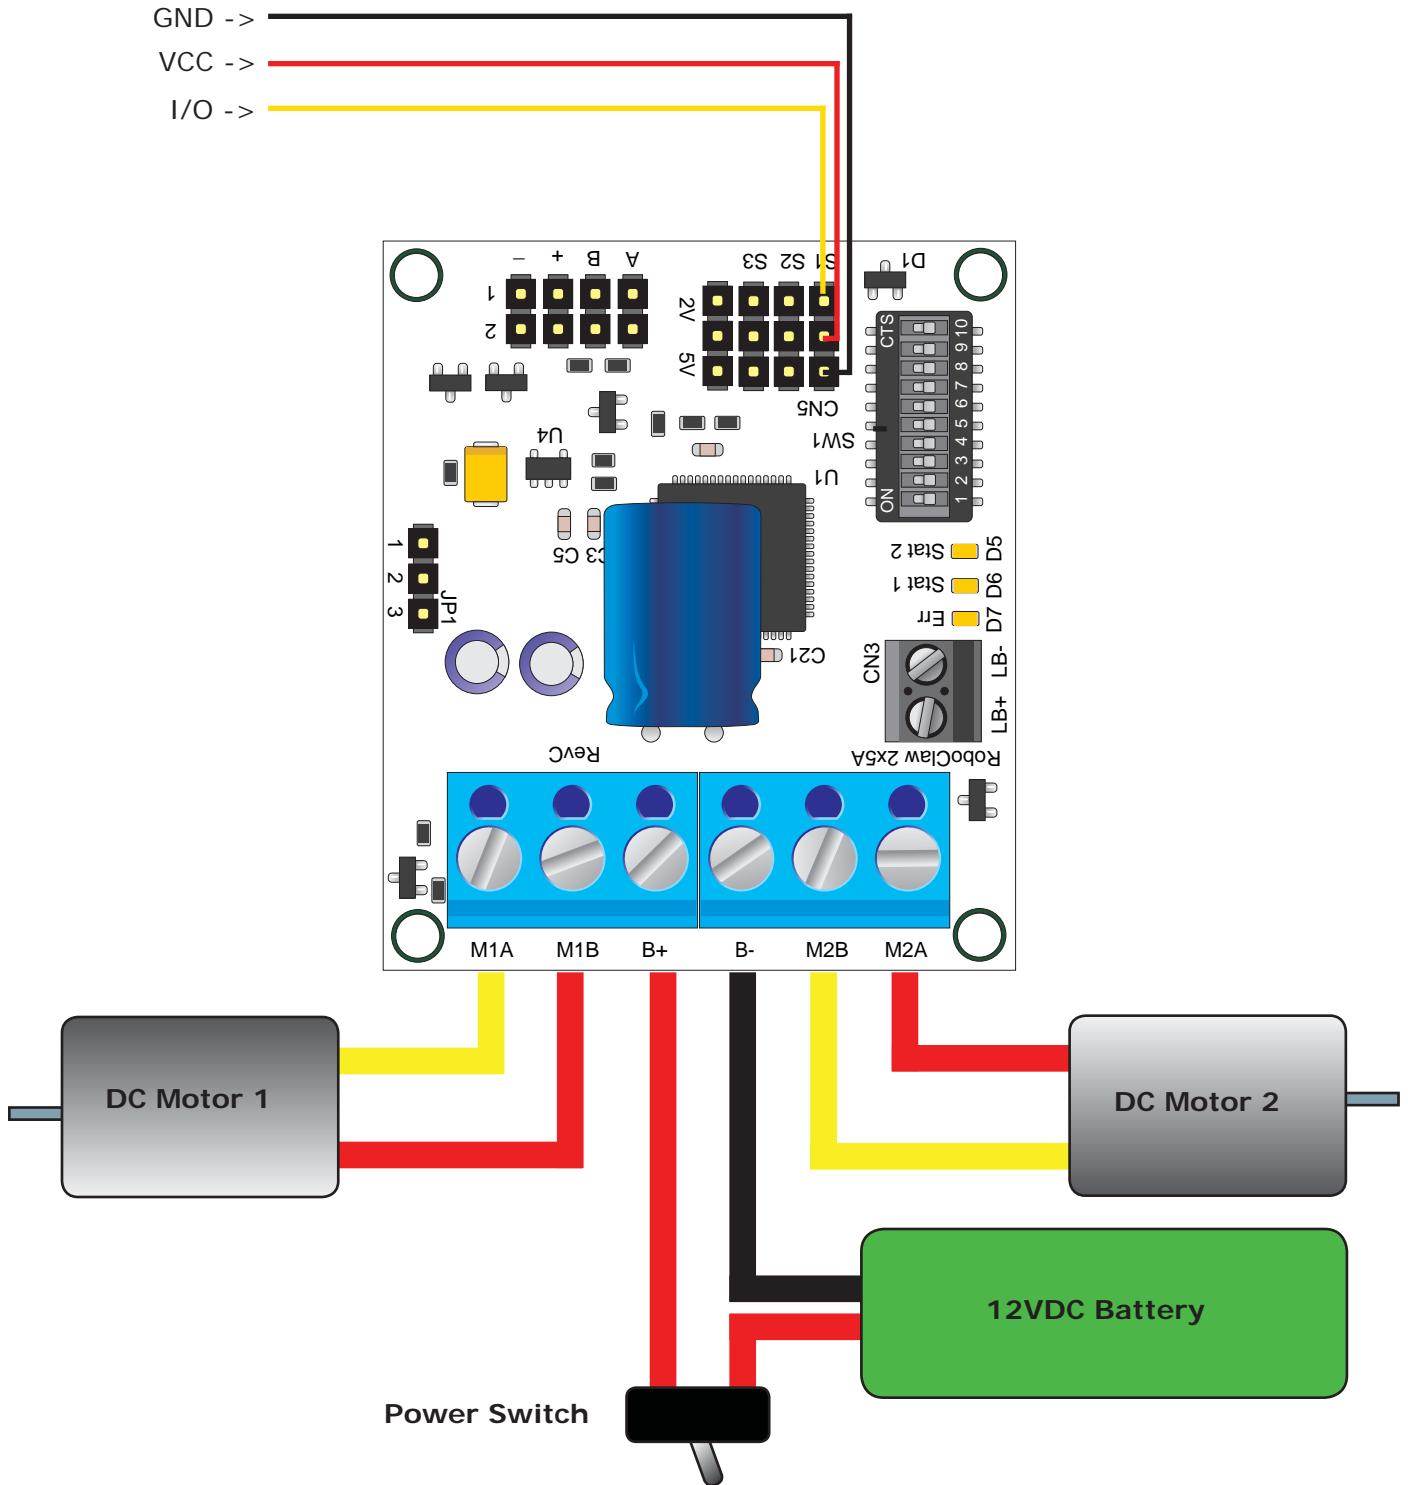 GND ->
VCC ->
I/O ->
– + B A
1
2
S3 S2 S1
2V
5V
CN5
D1
CTS
ON
1 2 3 4 5 6 7 8 9 10
SW1
U4
U1
C5 C3
1
2
3
JP1
Stat 2 D5
Stat 1 D6
Err D7
C21
CN3
LB-
LB+
RevC
RoboClaw 2x5A
M1A M1B B+ B- M2B M2A
DC Motor 1
DC Motor 2
12VDC Battery
Power Switch